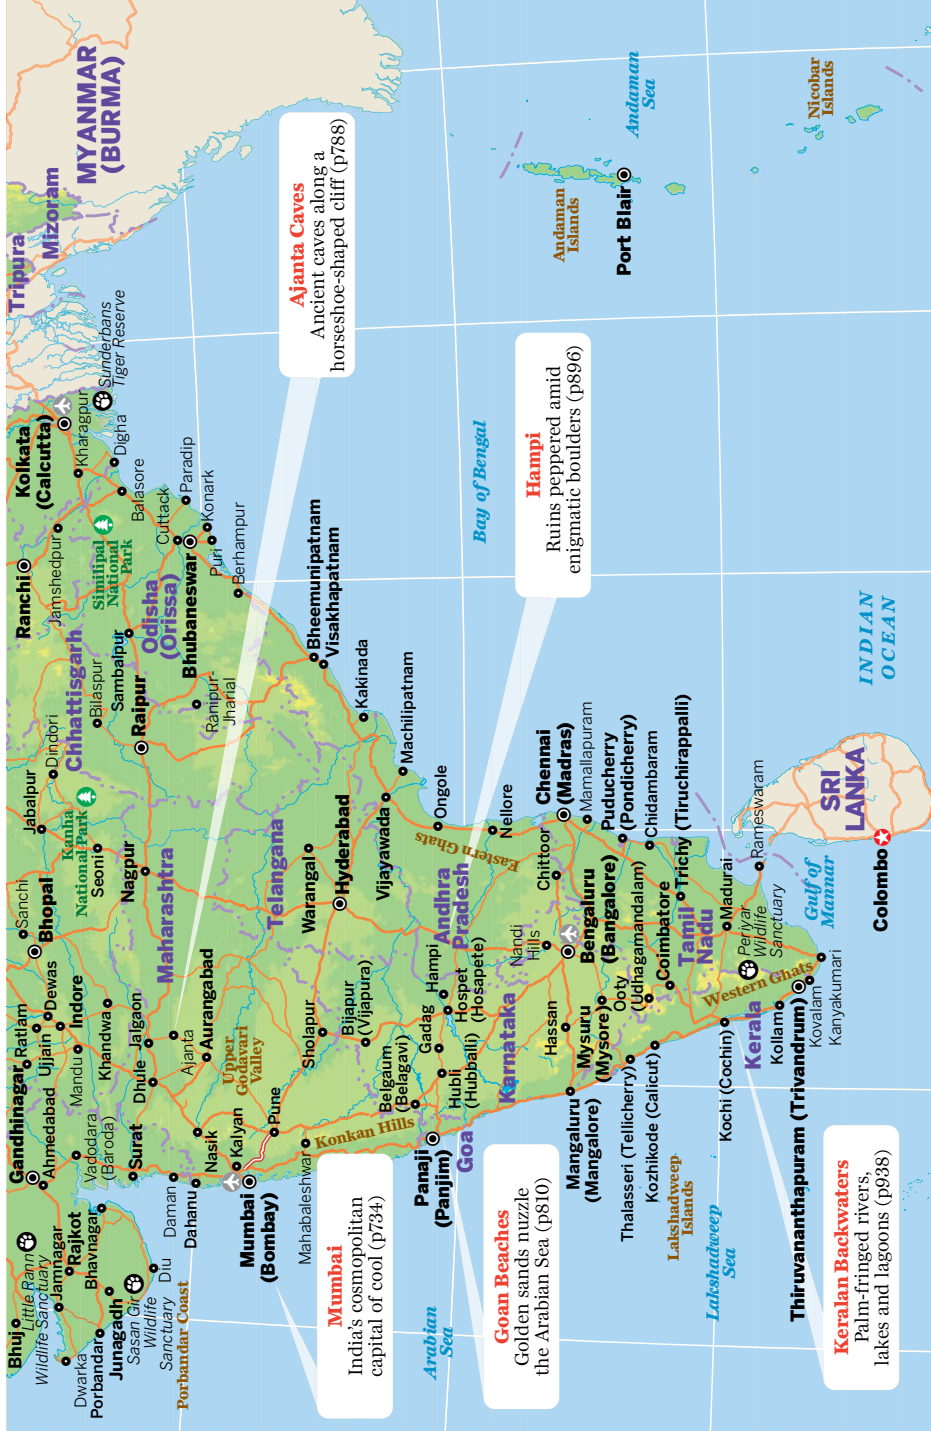 Tripura
Mizoram
MYANMAR
(BURMA)
Sunderbans
Tiger Reserve
Kolkata
(Calcutta)
Kharagpur
Digha
Balasore
Ranchi
Jamshedpur
Similipal
National
Park
Cuttack
Paradip
Konark
Puri
Berhampur
Odisha
(Orissa)
Bhubaneswar
Chhattisgarh
Sambalpur
Bilaspur
Raipur
Ranipur-
Jharial
Bheemunipatnam
Visakhapatnam
Kakinada
Machilipatnam
Jabalpur
Dindori
Kanha
National Park
Seoni
Nagpur
Sanchi
Bhopal
Maharashtra
Telangana
Warangal
Hyderabad
Vijayawada
Ongole
Eastern Ghats
Nellore
Andhra
Pradesh
Gandhinagar
Ratlam
Dewas
Ujjain
Indore
Ahmedabad
Mandu
Khandwa
Vadodara
(Baroda)
Surat
Dhule
Jalgaon
Ajanta
Aurangabad
Upper
Godavari
Valley
Bhuj
Little Rann
Wildlife Sanctuary
Jamnagar
Rajkot
Bhavnagar
Dwarka
Porbandar
Junagadh
Sasan Gir
Wildlife
Sanctuary
Diu
Porbandar Coast
Daman
Dahanu
Nasik
Kalyan
Mumbai
(Bombay)
Pune
Mahabaleshwar
Konkan Hills
Sholapur
Bijapur
(Vijapura)
Belgaum
(Belagavi)
Gadag
Hampi
Hospet
(Hosapete)
Hubli
(Hubballi)
Panaji
(Panjim)
Goa
Karnataka
Nandi
Hills
Chittoor
Chennai
(Madras)
Mamallapuram
Puducherry
(Pondicherry)
Chidambaram
Bengaluru
(Bangalore)
Hassan
Mysuru
(Mysore)
Ooty
(Udhagamandalam)
Coimbatore
Trichy (Tiruchirappalli)
Tamil
Nadu
Madurai
Rameswaram
Periyar
Wildlife
Sanctuary
Western Ghats
Mangaluru
(Mangalore)
Thalasseri (Tellicherry)
Kozhikode (Calicut)
Kochi (Cochin)
Kerala
Kollam
Thiruvananthapuram (Trivandrum)
Kovalam
Kanyakumari
Gulf of
Mannar
SRI
LANKA
Colombo
Lakshadweep
Islands
Lakshadweep
Sea
Arabian
Sea
Bay of Bengal
INDIAN
OCEAN
Andaman
Islands
Port Blair
Andaman
Sea
Nicobar
Islands
Ajanta Caves
Ancient caves along a
horseshoe-shaped cliff (p788)
Hampi
Ruins peppered amid
enigmatic boulders (p896)
Mumbai
India's cosmopolitan
capital of cool (p734)
Goan Beaches
Golden sands nuzzle
the Arabian Sea (p810)
Keralan Backwaters
Palm-fringed rivers,
lakes and lagoons (p938)